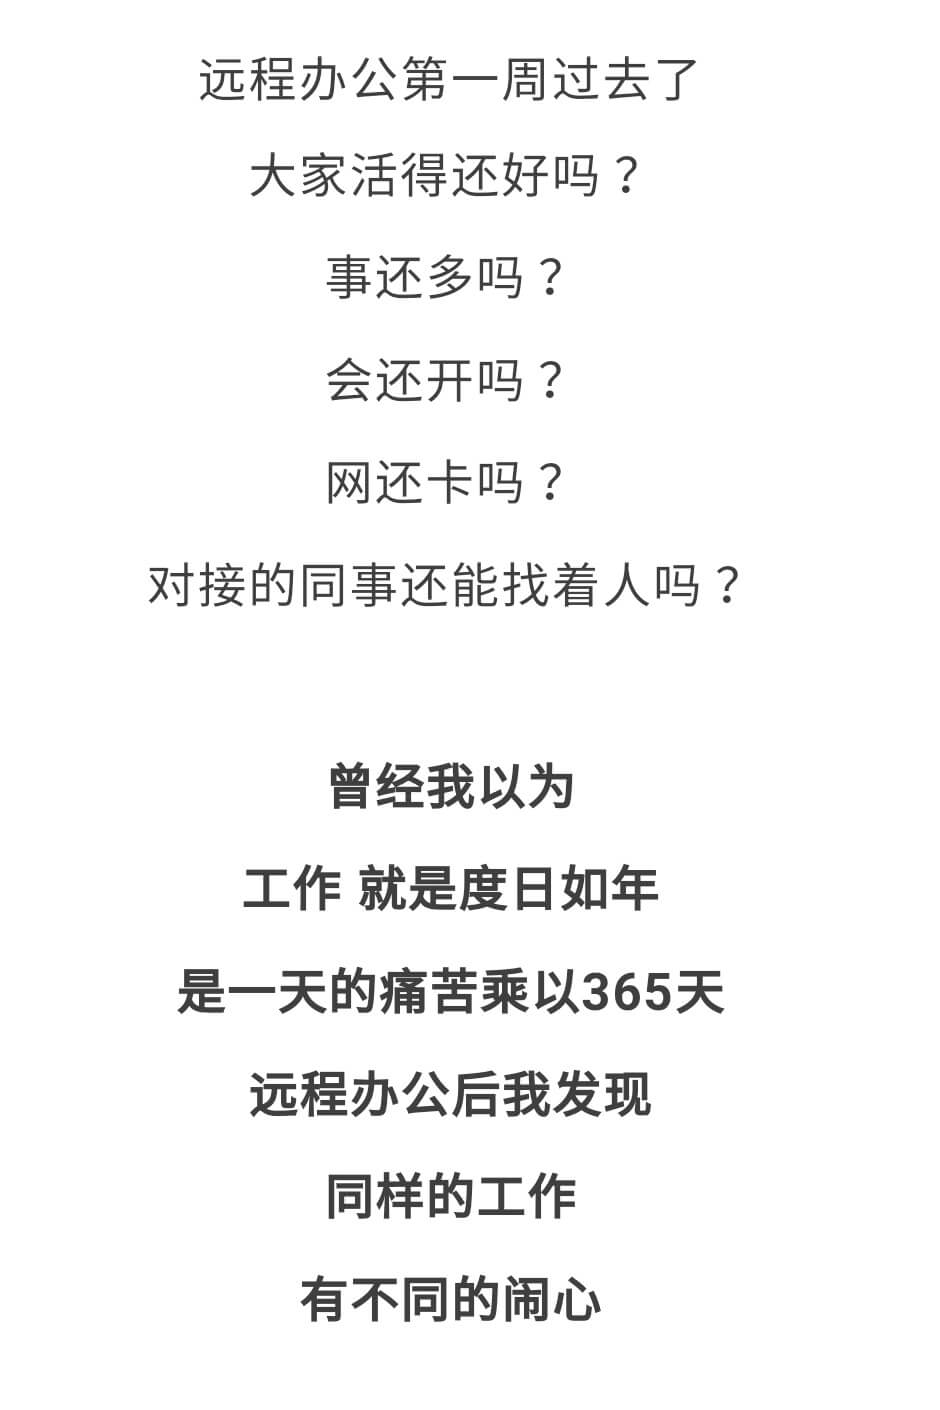 远程办公第一周过去了
大家活得还好吗？
事还多吗？
会还开吗？
网还卡吗？
对接的同事还能找着人吗？
曾经我以为
工作 就是度日如年
是一天的痛苦乘以365天
远程办公后我发现
同样的工作
有不同的闹心